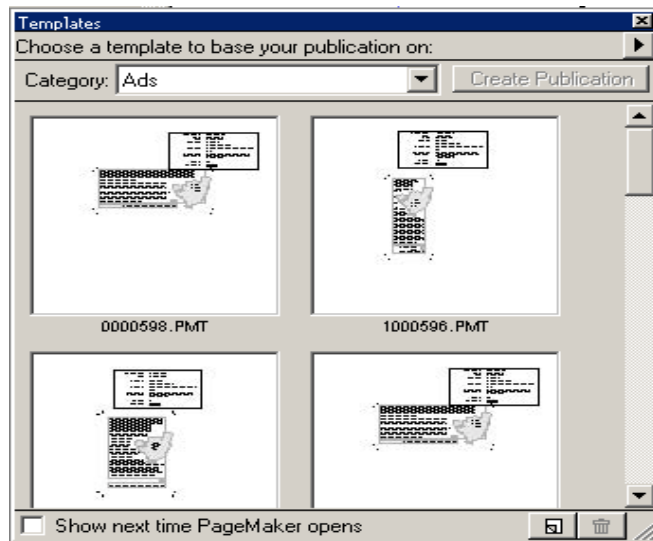 Templates
Choose a template to base your publication on:
Category: Ads Create Publication
0000598.PMT 1000596.PMT
Show next time PageMaker opens